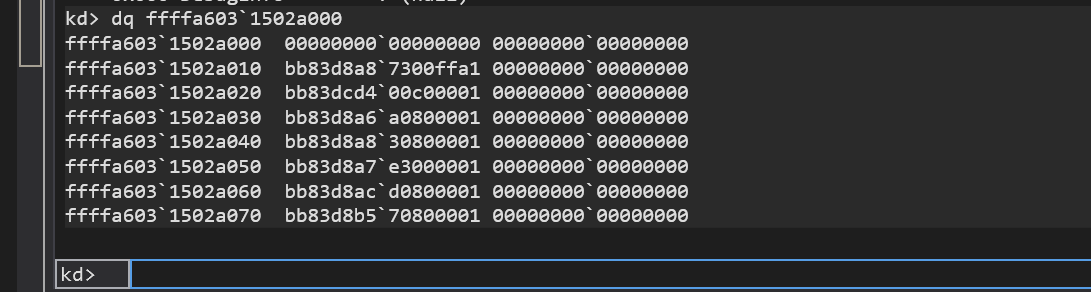 kd> dq ffffa603`1502a000
ffffa603`1502a000  00000000`00000000 00000000`00000000
ffffa603`1502a010  bb83d8a8`7300ffa1 00000000`00000000
ffffa603`1502a020  bb83dcd4`00c00001 00000000`00000000
ffffa603`1502a030  bb83d8a6`a0800001 00000000`00000000
ffffa603`1502a040  bb83d8a8`30800001 00000000`00000000
ffffa603`1502a050  bb83d8a7`e3000001 00000000`00000000
ffffa603`1502a060  bb83d8ac`d0800001 00000000`00000000
ffffa603`1502a070  bb83d8b5`70800001 00000000`00000000
kd>